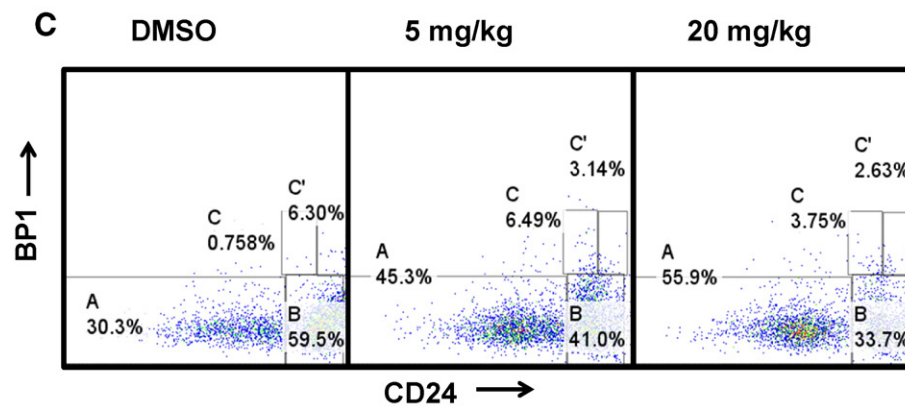 C
DMSO
5 mg/kg
20 mg/kg
BP1
C
0.758%
C'
6.30%
A
30.3%
B
59.5%
C'
3.14%
C
6.49%
A
45.3%
B
41.0%
C'
2.63%
C
3.75%
A
55.9%
B
33.7%
CD24